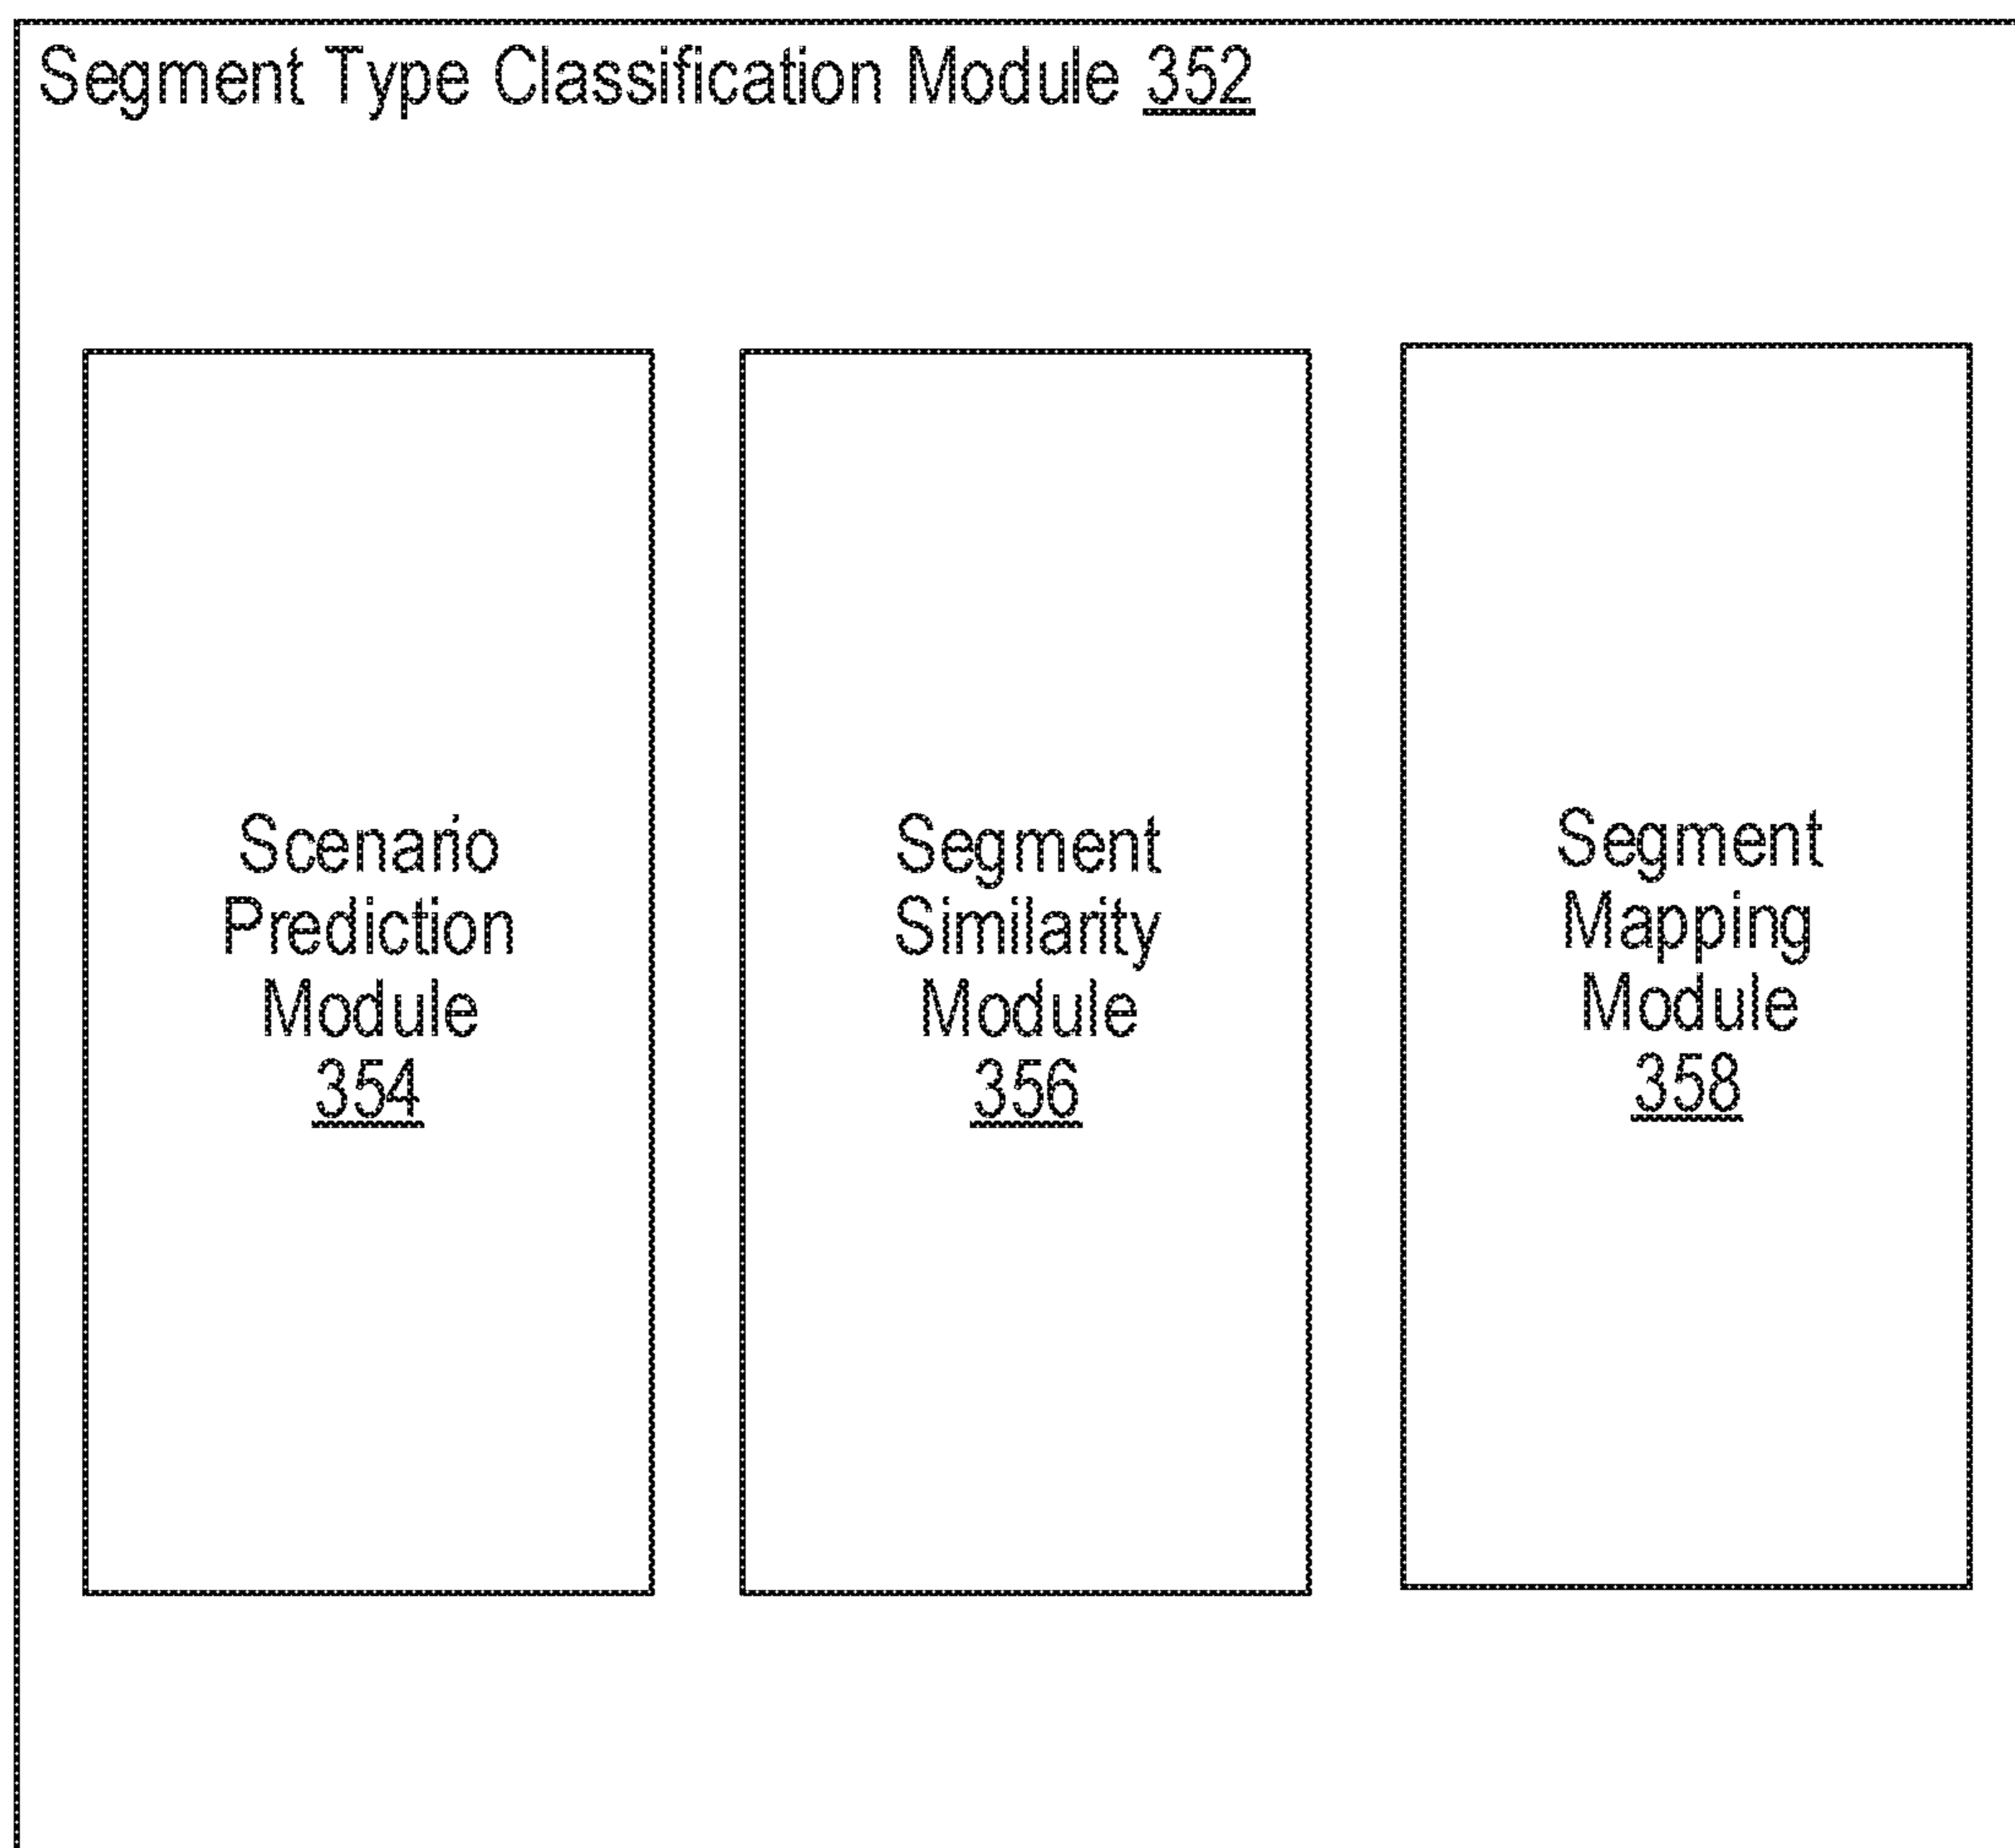 Segment Type Classification Module 352
Scenario
Prediction
Module
354
Segment
Similarity
Module
356
Segment
Mapping
Module
358